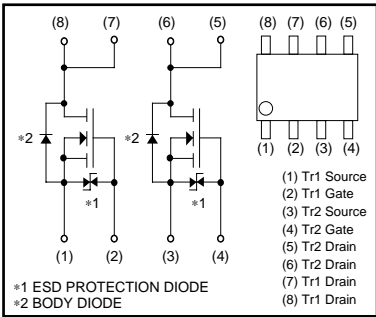 (8) (7) (6) (5)
(8) (7) (6) (5)
∗2 ∗2
∗1 ∗1
(1) (2) (3) (4)
(1) (2) (3) (4)
(1) Tr1 Source
(2) Tr1 Gate
(3) Tr2 Source
(4) Tr2 Gate
(5) Tr2 Drain
(6) Tr2 Drain
(7) Tr1 Drain
(8) Tr1 Drain
∗1 ESD PROTECTION DIODE
∗2 BODY DIODE